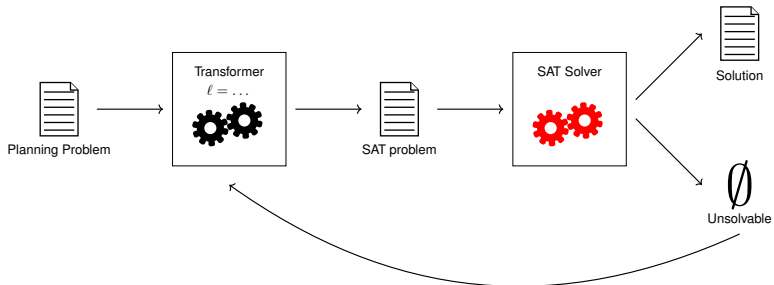 Transformer
ℓ = ...
SAT Solver
Solution
Planning Problem
SAT problem
∅
Unsolvable